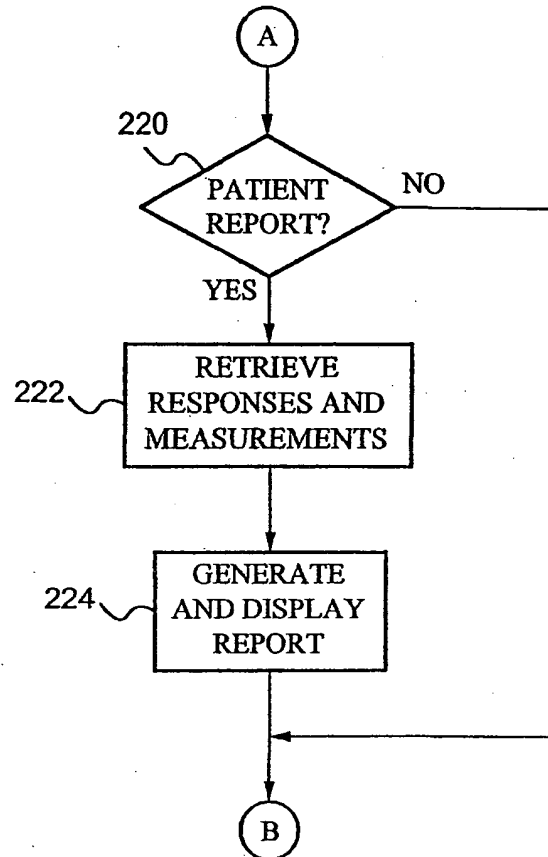 A
220
PATIENT
REPORT?
NO
YES
222
RETRIEVE
RESPONSES AND
MEASUREMENTS
224
GENERATE
AND DISPLAY
REPORT
B